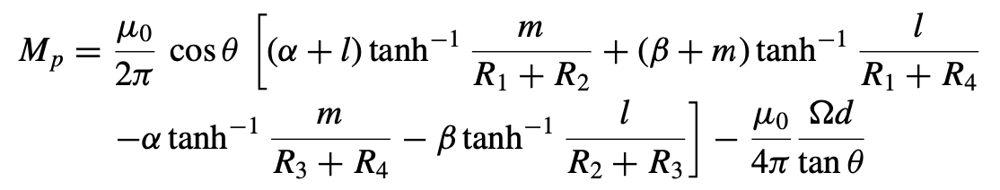 M_p = \frac{\mu_0}{2\pi} \cos\theta \left[ (\alpha + l) \tanh^{-1} \frac{m}{R_1 + R_2} + (\beta + m) \tanh^{-1} \frac{l}{R_1 + R_4} \right.
\left. -\alpha \tanh^{-1} \frac{m}{R_3 + R_4} - \beta \tanh^{-1} \frac{l}{R_2 + R_3} \right] - \frac{\mu_0}{4\pi} \frac{\Omega d}{\tan\theta}